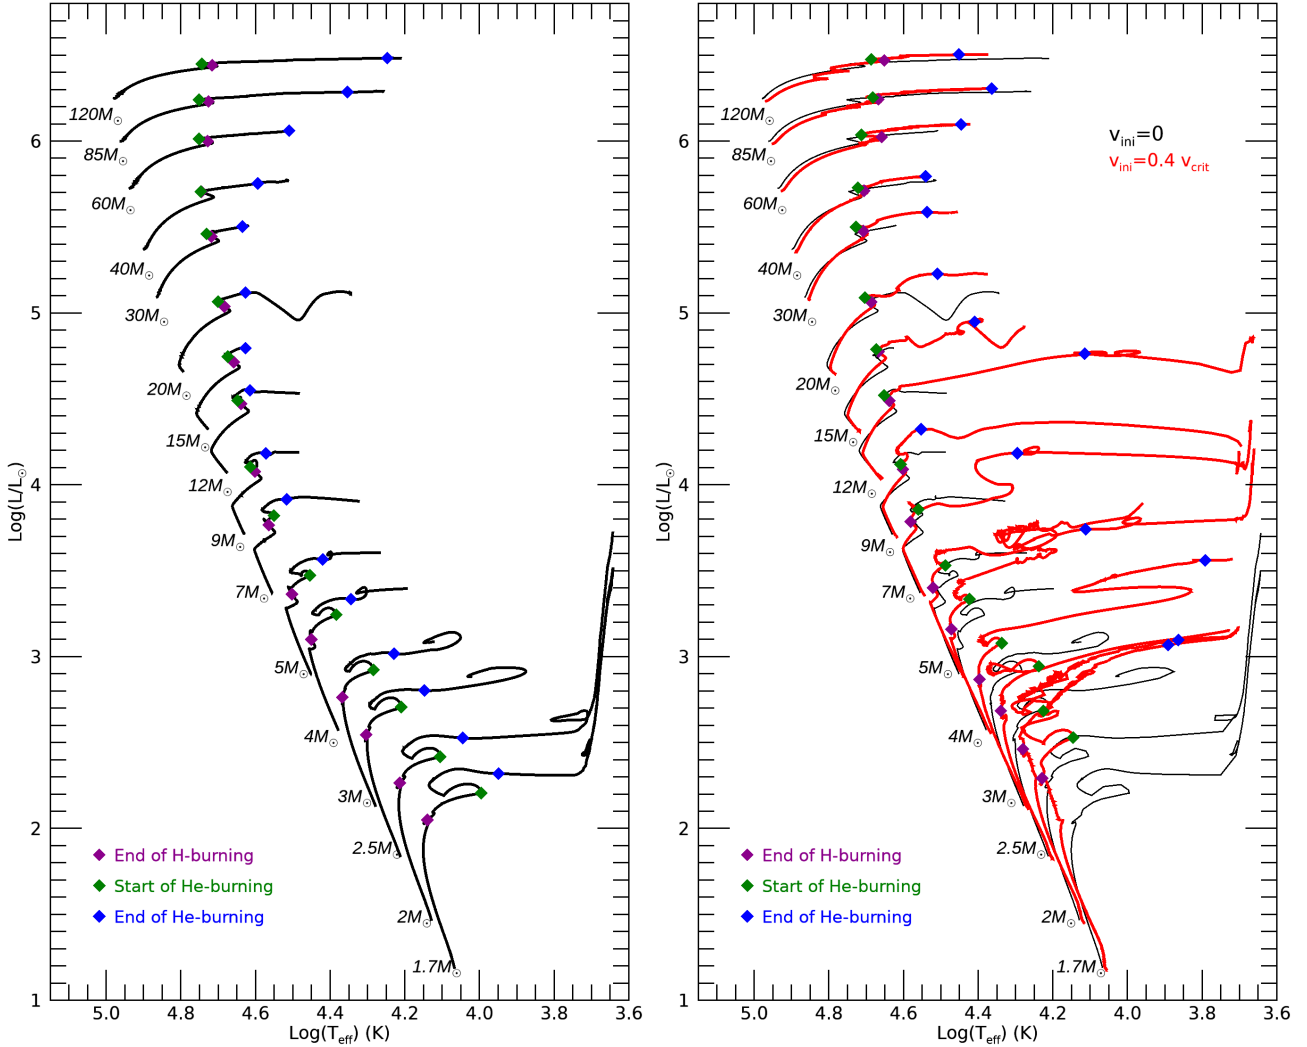 120M☉
85M☉
60M☉
40M☉
30M☉
20M☉
15M☉
12M☉
9M☉
7M☉
5M☉
4M☉
3M☉
2.5M☉
2M☉
1.7M☉
End of H-burning
Start of He-burning
End of He-burning
6
5
4
3
2
1
Log(L/L☉)
5.0 4.8 4.6 4.4 4.2 4.0 3.8 3.6
Log(T_eff) (K)
v_ini=0
v_ini=0.4 v_crit
120M☉
85M☉
60M☉
40M☉
30M☉
20M☉
15M☉
12M☉
9M☉
7M☉
5M☉
4M☉
3M☉
2.5M☉
2M☉
1.7M☉
End of H-burning
Start of He-burning
End of He-burning
6
5
4
3
2
1
Log(L/L☉)
5.0 4.8 4.6 4.4 4.2 4.0 3.8 3.6
Log(T_eff) (K)